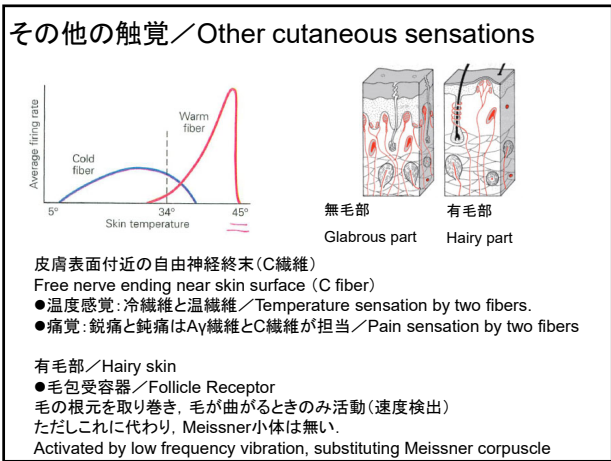 その他の触覚／Other cutaneous sensations
Average firing rate
Warm
fiber
Cold
fiber
5°
34°
45°
Skin temperature
無毛部
Glabrous part
有毛部
Hairy part
皮膚表面付近の自由神経終末（C繊維）
Free nerve ending near skin surface（C fiber）
●温度感覚：冷繊維と温繊維／Temperature sensation by two fibers.
●痛覚：鋭痛と鈍痛はAγ繊維とC繊維が担当／Pain sensation by two fibers
有毛部／Hairy skin
●毛包受容器／Follicle Receptor
毛の根元を取り巻き，毛が曲がるときのみ活動（速度検出）
ただしこれに代わり，Meissner小体は無い．
Activated by low frequency vibration, substituting Meissner corpuscle